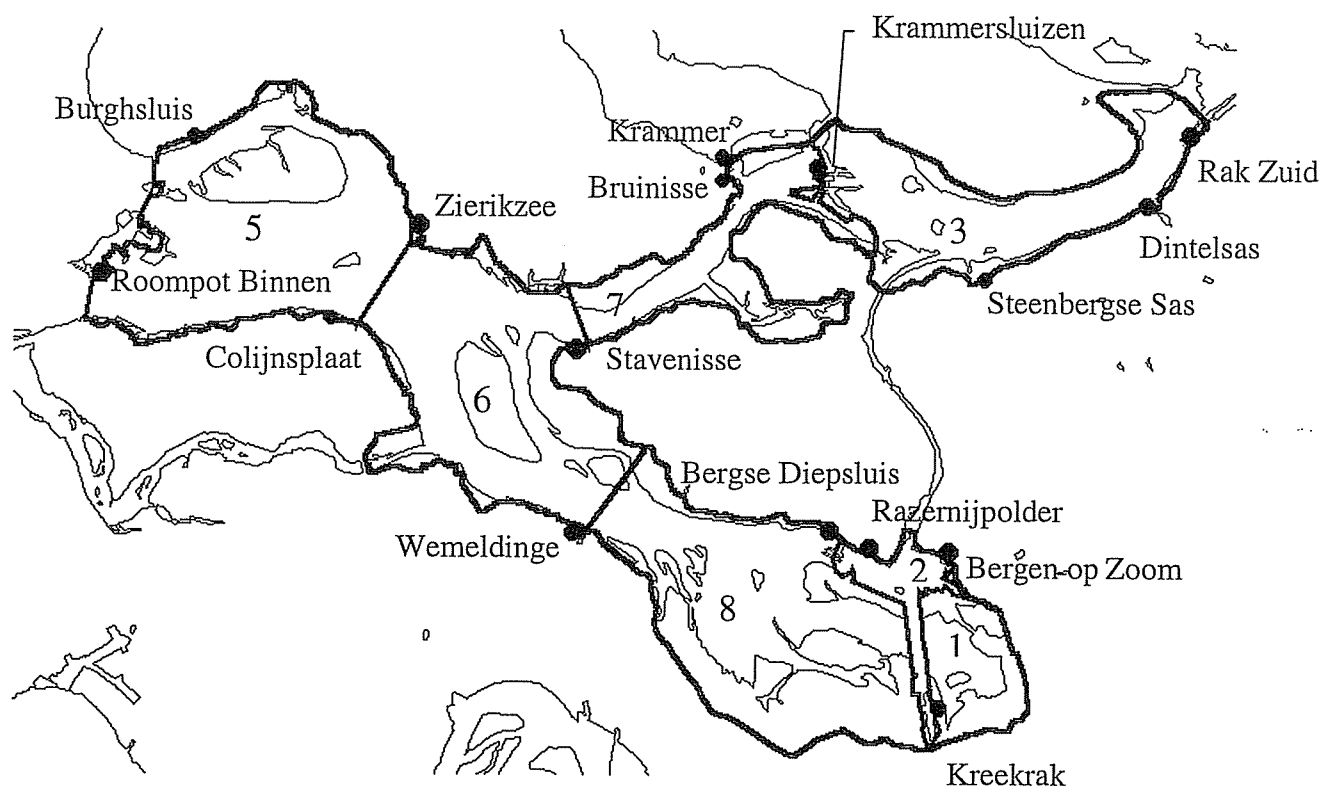 Krammersluizen
Burghsluis
Krammer
Bruinisse
Rak Zuid
Zierikzee
5
3
Dintelsas
Roompot Binnen
7
Steenbergse Sas
Colijnsplaat
Stavenisse
6
Bergse Diepsluis
Razernijpolder
Wemeldinge
2
Bergen op Zoom
8
1
Kreekrak